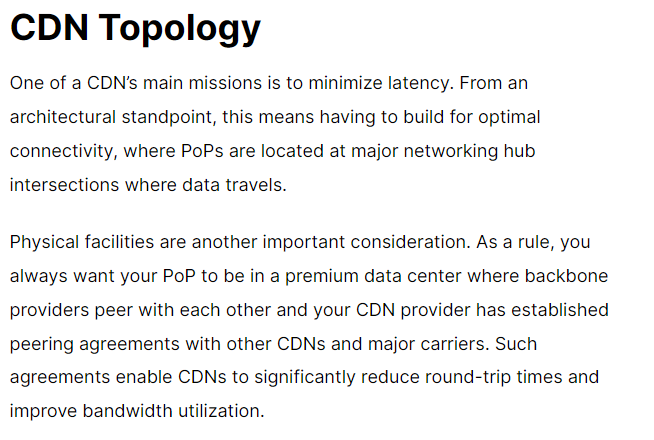 CDN Topology
One of a CDN’s main missions is to minimize latency. From an
architectural standpoint, this means having to build for optimal
connectivity, where PoPs are located at major networking hub
intersections where data travels.
Physical facilities are another important consideration. As a rule, you
always want your PoP to be in a premium data center where backbone
providers peer with each other and your CDN provider has established
peering agreements with other CDNs and major carriers. Such
agreements enable CDNs to significantly reduce round-trip times and
improve bandwidth utilization.